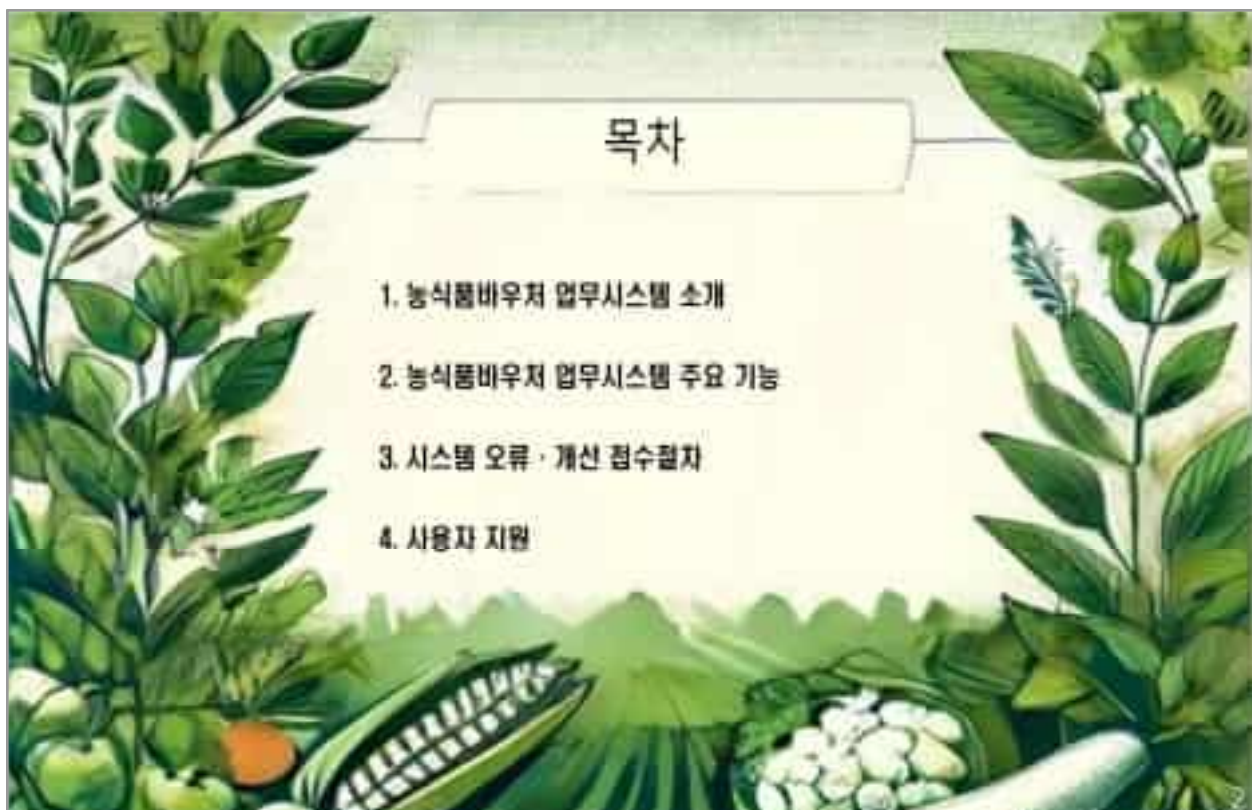 목차
1. 농식품바우처 업무시스템 소개
2. 농식품바우처 업무시스템 주요 기능
3. 시스템 오류 · 개선 접수절차
4. 사용자 지원